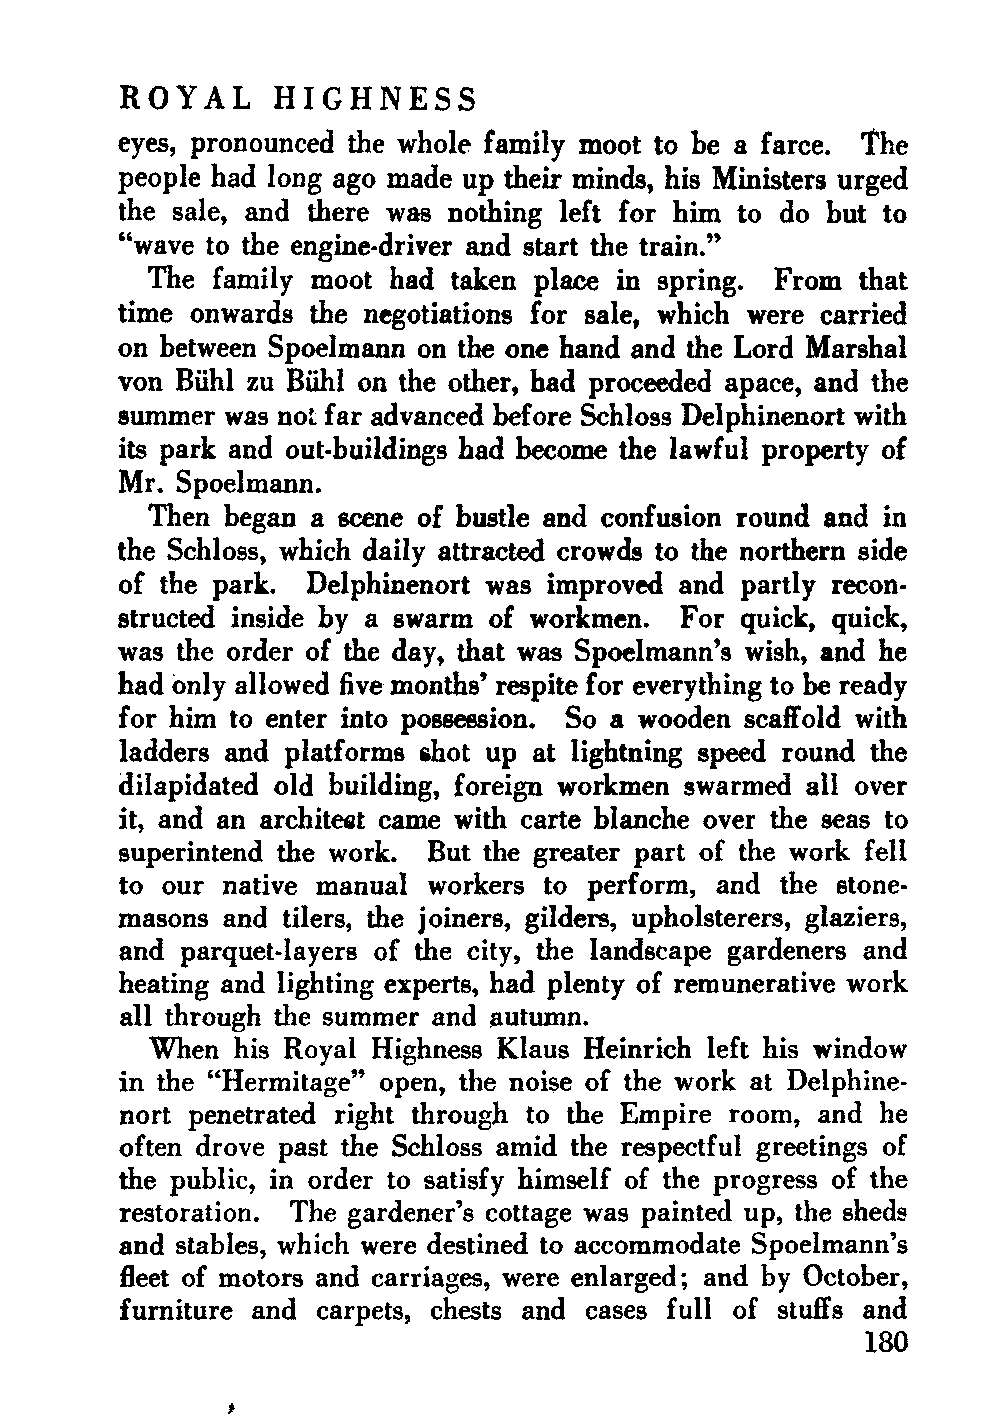 ROYAL HIGHNESS
eyes, pronounced the whole family moot to be a farce. The
people had long ago made up their minds, his Ministers urged
the sale, and there was nothing left for him to do but to
“wave to the engine-driver and start the train.”
The family moot had taken place in spring. From that
time onwards the negotiations for sale, which were carried
on between Spoelmann on the one hand and the Lord Marshal
von Bühl zu Bühl on the other, had proceeded apace, and the
summer was not far advanced before Schloss Delphinenort with
its park and out-buildings had become the lawful property of
Mr. Spoelmann.
Then began a scene of bustle and confusion round and in
the Schloss, which daily attracted crowds to the northern side
of the park. Delphinenort was improved and partly recon-
structed inside by a swarm of workmen. For quick, quick,
was the order of the day, that was Spoelmann’s wish, and he
had only allowed five months’ respite for everything to be ready
for him to enter into possession. So a wooden scaffold with
ladders and platforms shot up at lightning speed round the
dilapidated old building, foreign workmen swarmed all over
it, and an architect came with carte blanche over the seas to
superintend the work. But the greater part of the work fell
to our native manual workers to perform, and the stone-
masons and tilers, the joiners, gilders, upholsterers, glaziers,
and parquet-layers of the city, the landscape gardeners and
heating and lighting experts, had plenty of remunerative work
all through the summer and autumn.
When his Royal Highness Klaus Heinrich left his window
in the “Hermitage” open, the noise of the work at Delphine-
nort penetrated right through to the Empire room, and he
often drove past the Schloss amid the respectful greetings of
the public, in order to satisfy himself of the progress of the
restoration. The gardener’s cottage was painted up, the sheds
and stables, which were destined to accommodate Spoelmann’s
fleet of motors and carriages, were enlarged; and by October,
furniture and carpets, chests and cases full of stuffs and
180